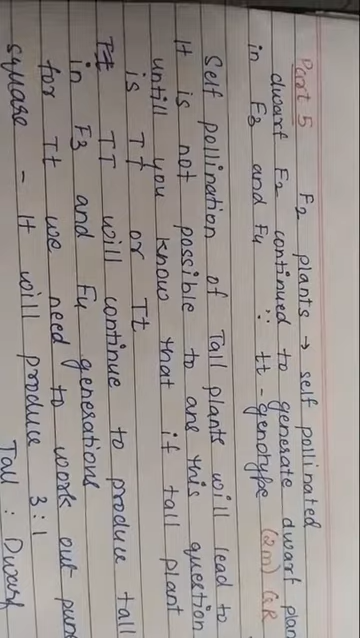 Part 5 F2 plants → self pollinated
dwarf F2 continued to generate dwarf plan
in F3 and F4 ∵ tt - genotype (2m) GR
Self pollination of Tall plants will lead to
It is not possible to ans this question
untill you know that if tall plant
is TT or Tt
TT will continue to produce tall
in F3 and F4 generations
for Tt we need to work out pun
square - It will produce 3:1
Tall : Dwarf